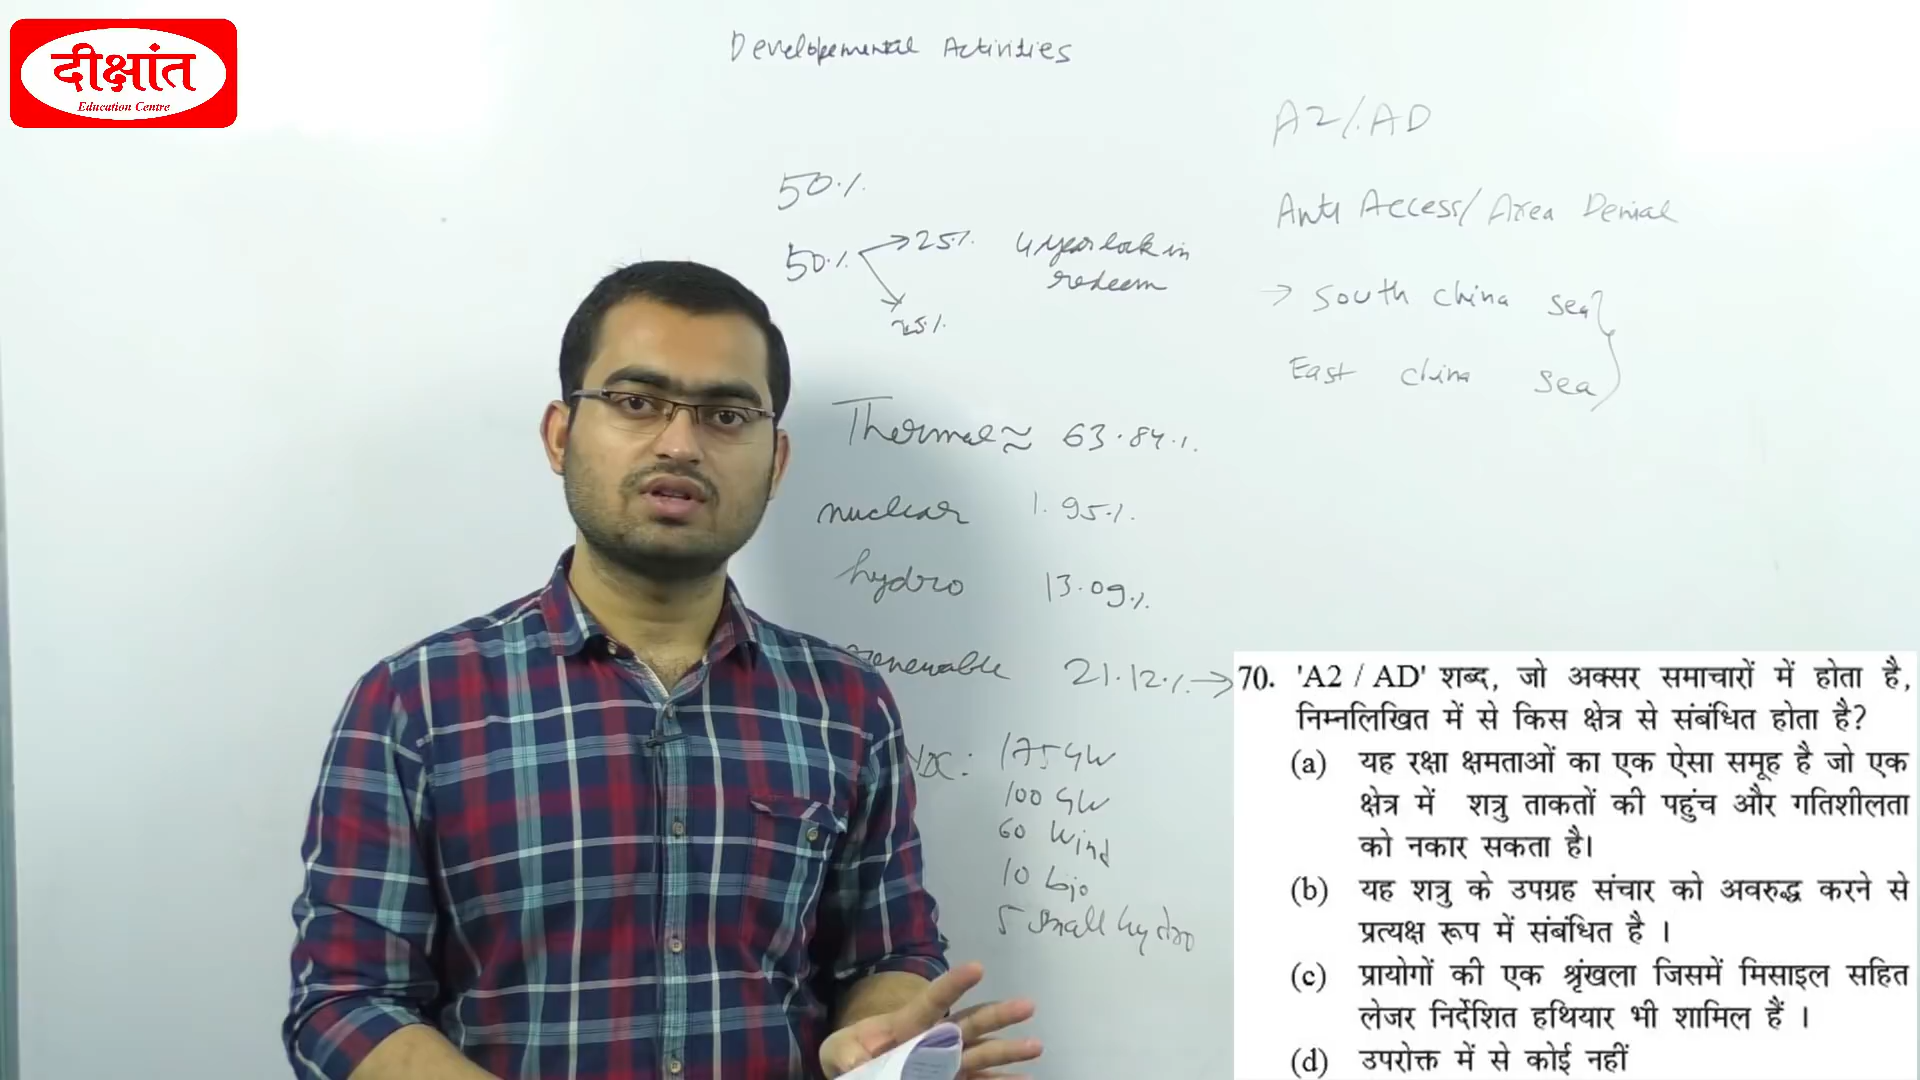 दीक्षांत
Education Centre
Developemental Activities
50%
50% → 25% 4 year lock in
redeem
25%
Thermal ≈ 63.84%
nuclear 1.95%
hydro 13.09%
renewable 21.12% →
175 GW
100 GW
60 Wind
10 bio
5 small hydro
A2/AD
Anti Access/Area Denial
→ South china sea
East china sea
70. 'A2 / AD' शब्द, जो अक्सर समाचारों में होता है,
निम्नलिखित में से किस क्षेत्र से संबंधित होता है?
(a) यह रक्षा क्षमताओं का एक ऐसा समूह है जो एक
क्षेत्र में शत्रु ताकतों की पहुंच और गतिशीलता
को नकार सकता है।
(b) यह शत्रु के उपग्रह संचार को अवरुद्ध करने से
प्रत्यक्ष रूप में संबंधित है ।
(c) प्रायोगों की एक श्रृंखला जिसमें मिसाइल सहित
लेजर निर्देशित हथियार भी शामिल हैं ।
(d) उपरोक्त में से कोई नहीं